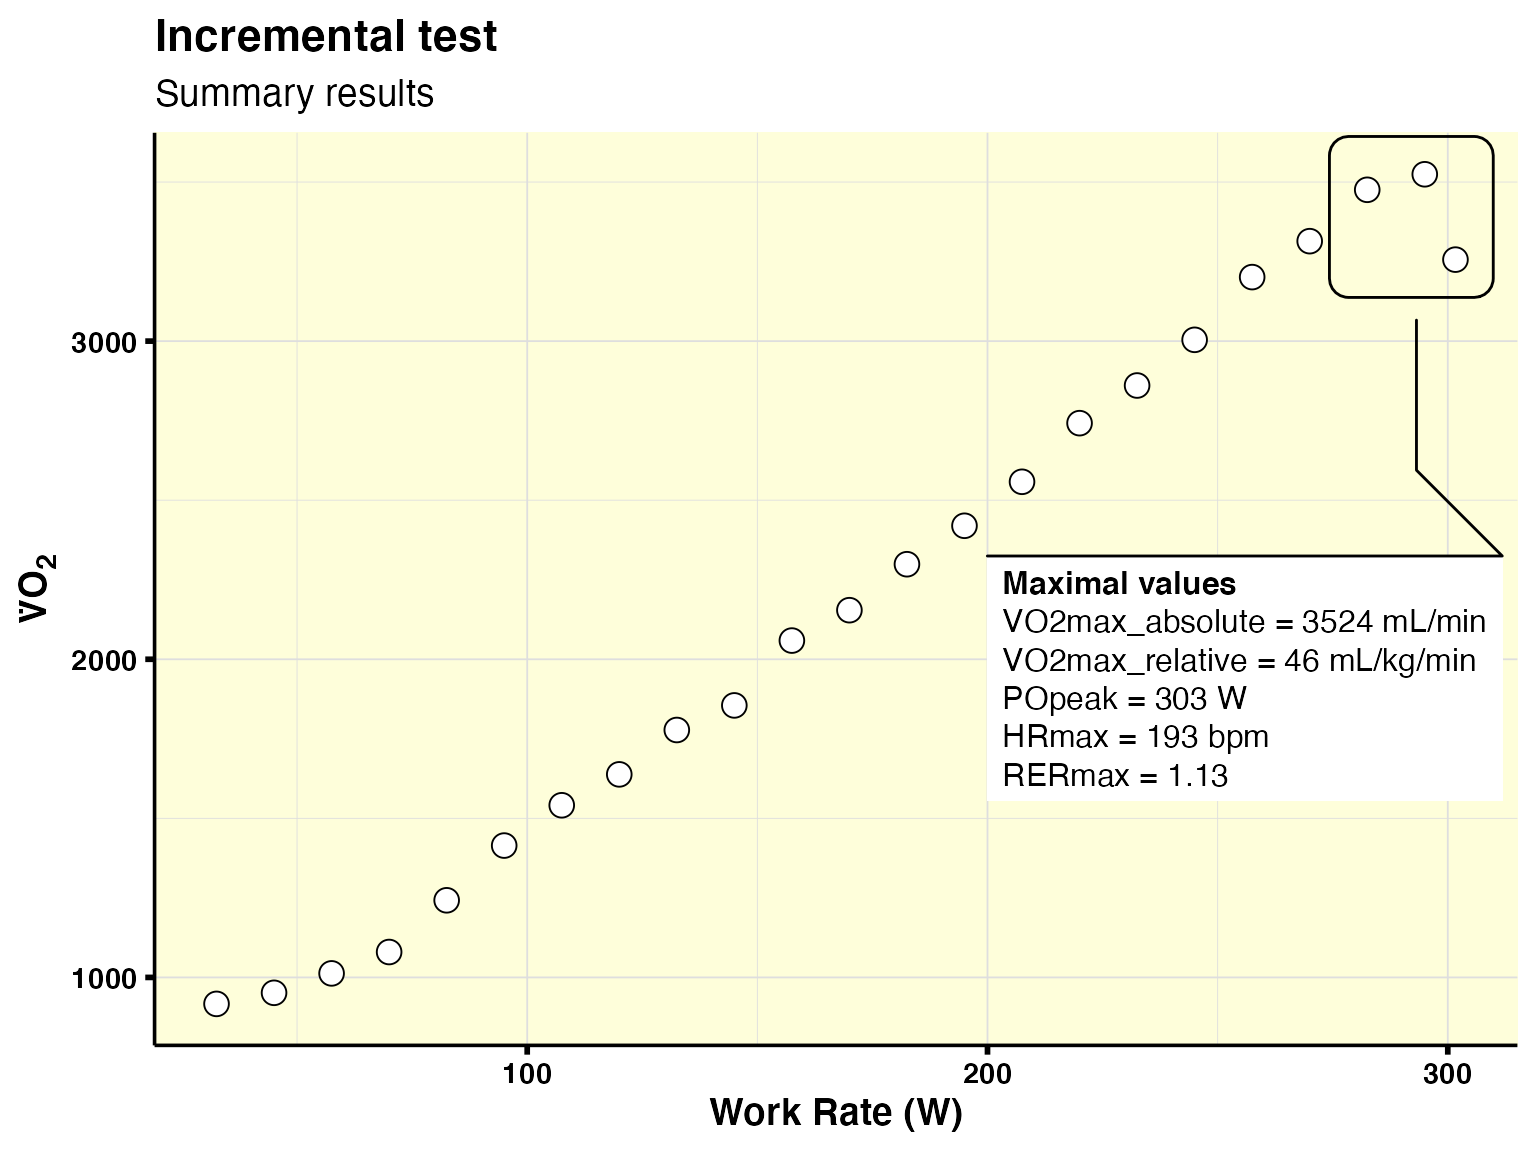 Incremental test
Summary results
V̇O₂
3000
2000
1000
Maximal values
VO2max_absolute = 3524 mL/min
VO2max_relative = 46 mL/kg/min
POpeak = 303 W
HRmax = 193 bpm
RERmax = 1.13
100
200
300
Work Rate (W)